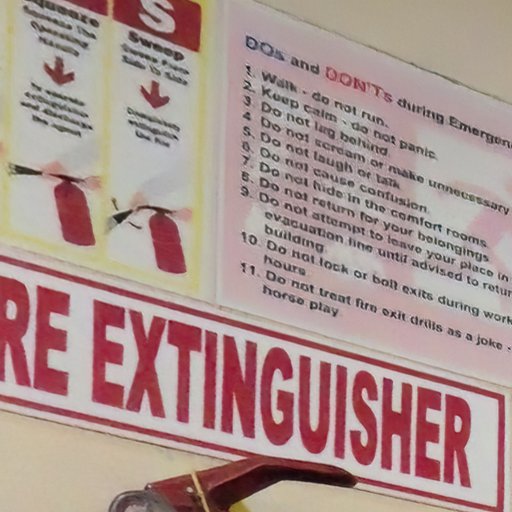 Squeeze
S
Sweep
DOs and DON'Ts during Emergen
1. Walk - do not run.
2. Keep calm - do not panic.
3. Do not lag behind
4. Do not scream or make unnecessary
5. Do not laugh or talk
6. Do not cause confusion.
7. Do not hide in the comfort rooms
8. Do not return for your belongings
9. Do not attempt to leave your place in
evacuation line until advised to retur
building.
10. Do not lock or bolt exits during work
hours
11. Do not treat fire exit drills as a joke -
horse play
RE EXTINGUISHER